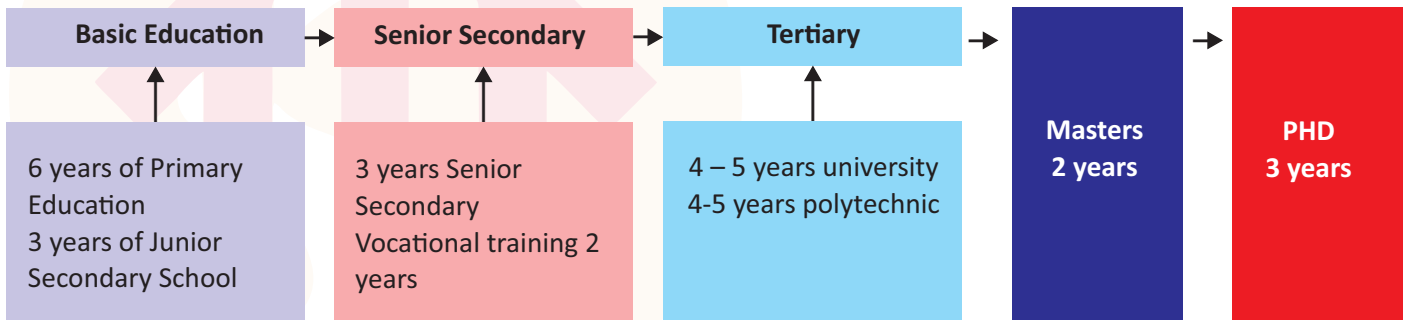 Basic Education
Senior Secondary
Tertiary
6 years of Primary
Education
3 years of Junior
Secondary School
3 years Senior
Secondary
Vocational training 2
years
4 – 5 years university
4-5 years polytechnic
Masters
2 years
PHD
3 years